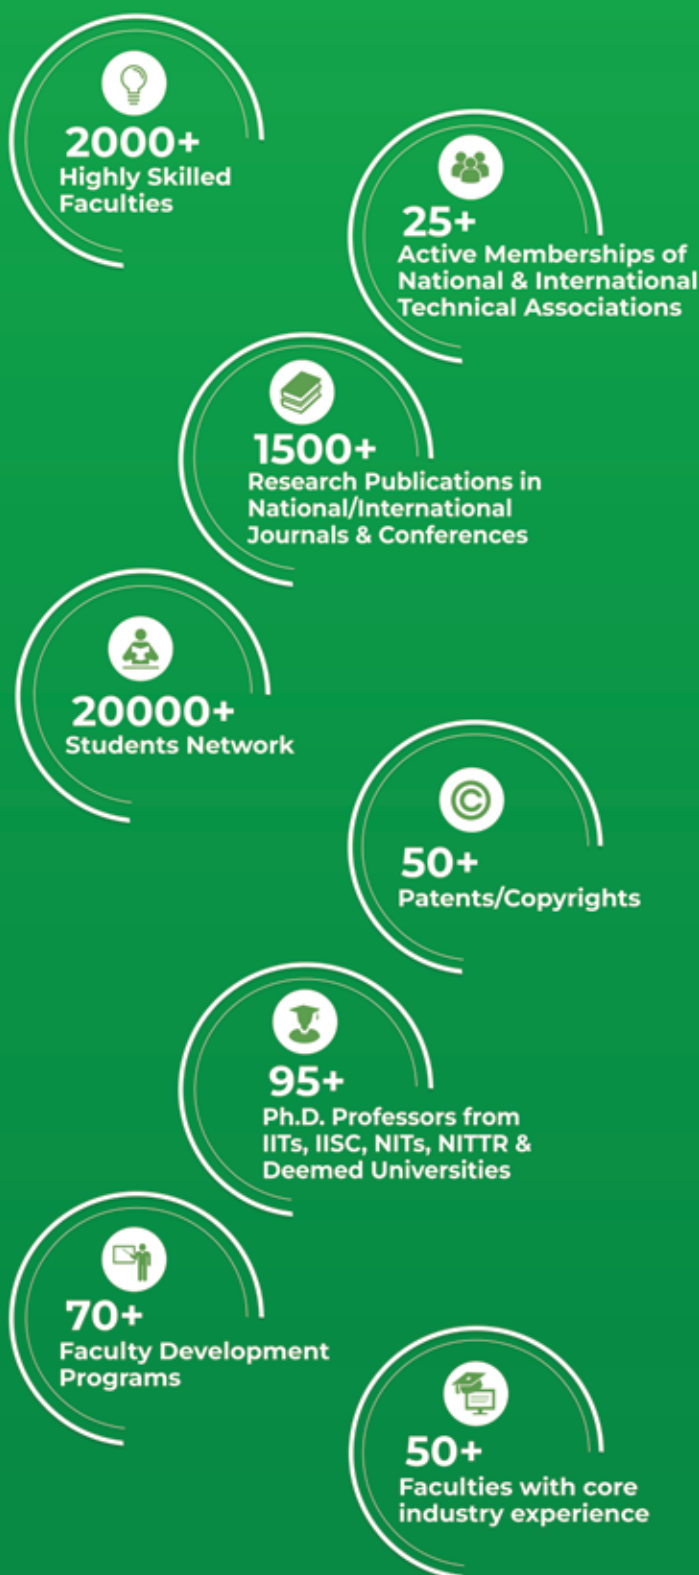 2000+
Highly Skilled
Faculties
25+
Active Memberships of
National & International
Technical Associations
1500+
Research Publications in
National/International
Journals & Conferences
20000+
Students Network
©
50+
Patents/Copyrights
95+
Ph.D. Professors from
IITs, IISC, NITs, NITTR &
Deemed Universities
70+
Faculty Development
Programs
50+
Faculties with core
industry experience